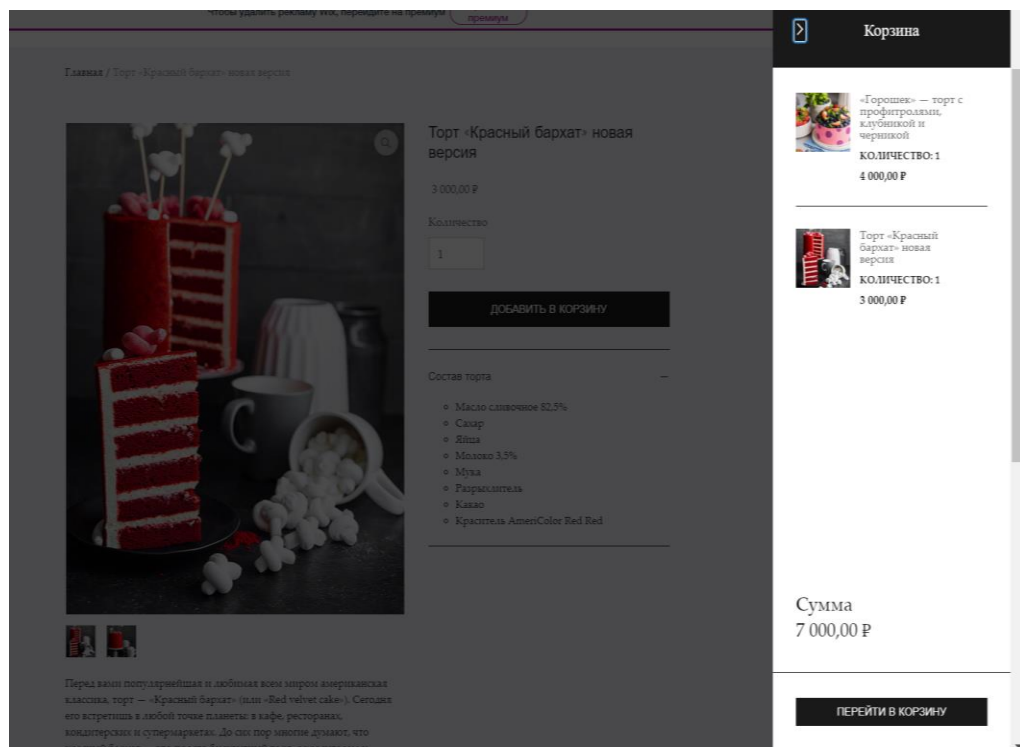 Чтобы удалить рекламу Wix, перейдите на премиум
премиум
Главная / Торт «Красный бархат» новая версия
Торт «Красный бархат» новая
версия
3 000,00 ₽
Количество
1
ДОБАВИТЬ В КОРЗИНУ
Состав торта
Масло сливочное 82,5%
Сахар
Яйца
Молоко 3,5%
Мука
Разрыхлитель
Какао
Краситель AmeriColor Red Red
Перед вами популярнейшая и любимая всем миром американская
классика, торт — «Красный бархат» (или «Red velvet cake»). Сегодня
его встретишь в любой точке планеты: в кафе, ресторанах,
кондитерских и супермаркетах. До сих пор многие думают, что
Корзина
«Горошек» — торт с
профитролями,
клубникой и
черникой
КОЛИЧЕСТВО: 1
4 000,00 ₽
Торт «Красный
бархат» новая
версия
КОЛИЧЕСТВО: 1
3 000,00 ₽
Сумма
7 000,00 ₽
ПЕРЕЙТИ В КОРЗИНУ